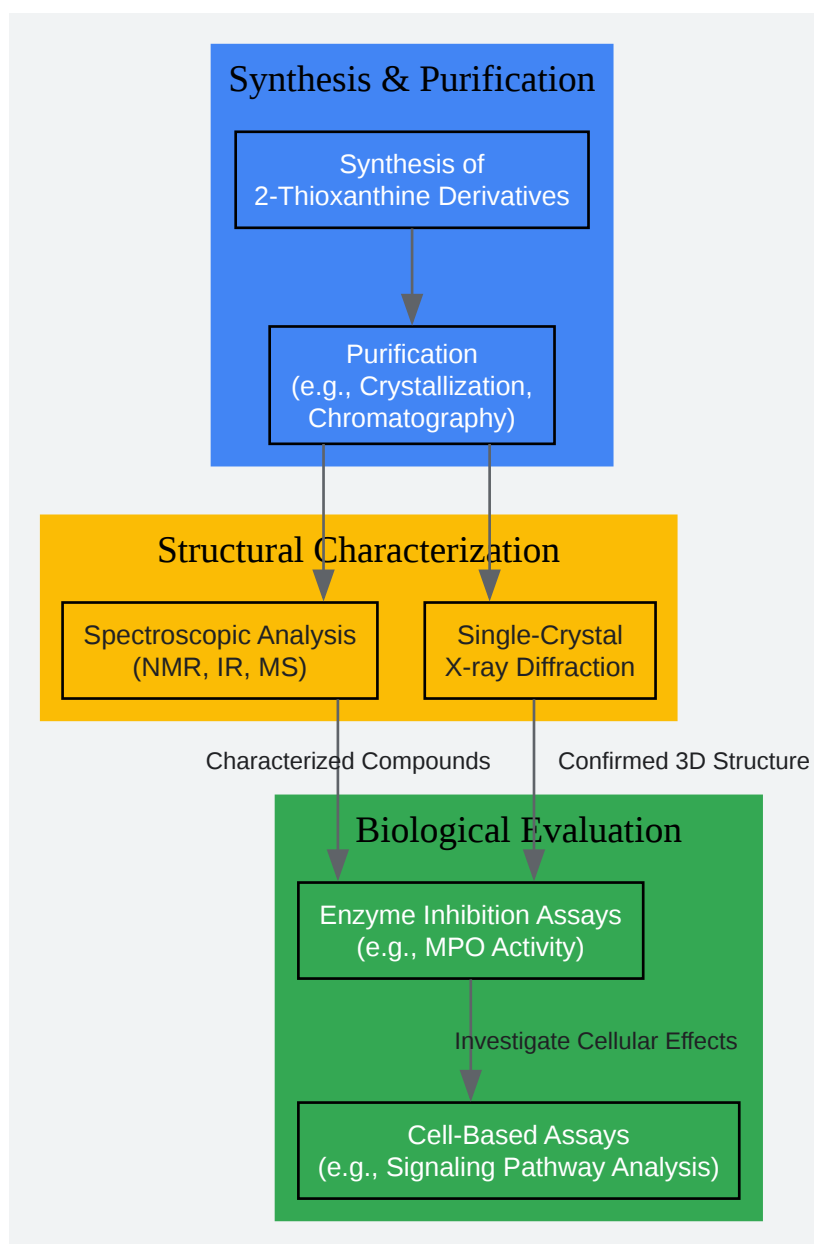 Synthesis & Purification
Synthesis of
2-Thioxanthine Derivatives
Purification
(e.g., Crystallization,
Chromatography)
Structural Characterization
Spectroscopic Analysis
(NMR, IR, MS)
Single-Crystal
X-ray Diffraction
Characterized Compounds
Confirmed 3D Structure
Biological Evaluation
Enzyme Inhibition Assays
(e.g., MPO Activity)
Investigate Cellular Effects
Cell-Based Assays
(e.g., Signaling Pathway Analysis)